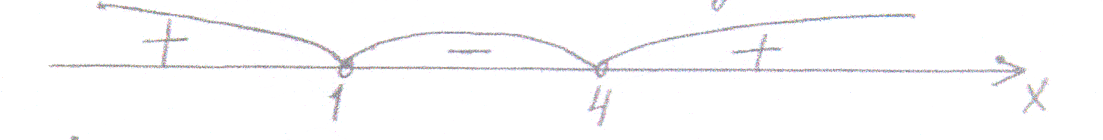 + − +
1 4 x